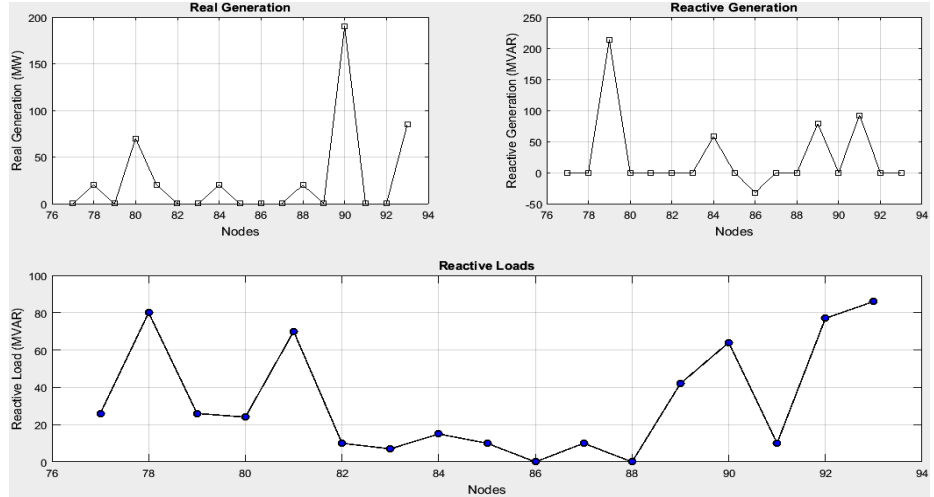 Real Generation
Real Generation (MW)
200
150
100
50
0
76 78 80 82 84 86 88 90 92 94
Nodes
Reactive Generation
Reactive Generation (MVAR)
250
200
150
100
50
0
-50
76 78 80 82 84 86 88 90 92 94
Nodes
Reactive Loads
Reactive Load (MVAR)
100
80
60
40
20
0
76 78 80 82 84 86 88 90 92 94
Nodes